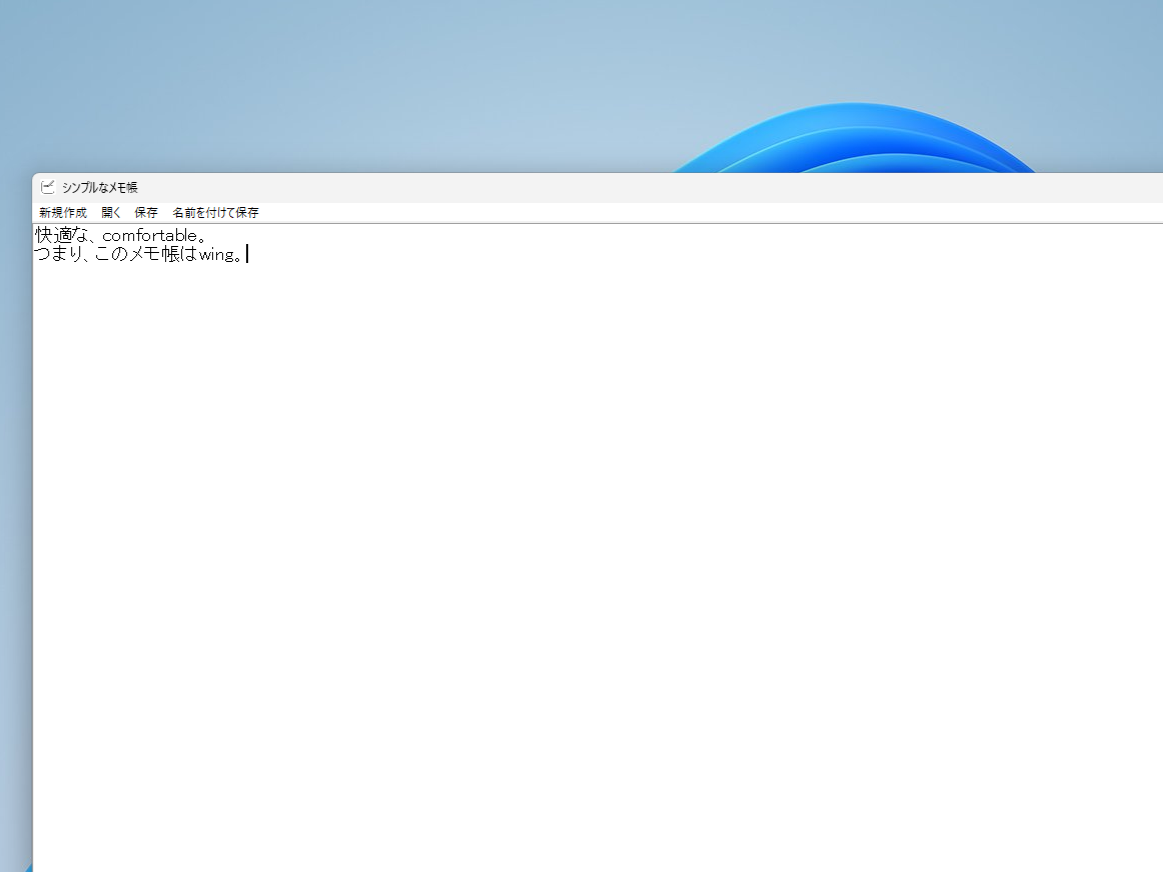 シンプルなメモ帳
新規作成 開く 保存 名前を付けて保存
快適な、comfortable。
つまり、このメモ帳はwing。